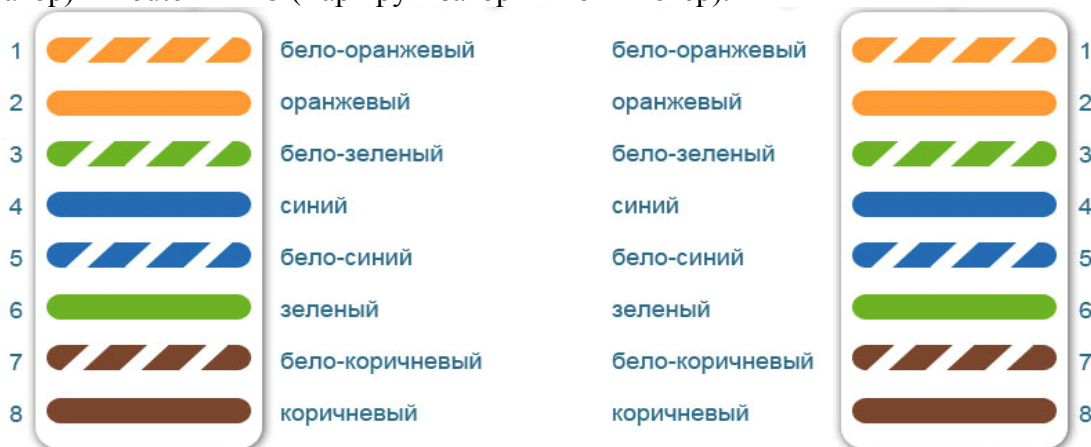 1 бело-оранжевый бело-оранжевый 1
2 оранжевый оранжевый 2
3 бело-зеленый бело-зеленый 3
4 синий синий 4
5 бело-синий бело-синий 5
6 зеленый зеленый 6
7 бело-коричневый бело-коричневый 7
8 коричневый коричневый 8